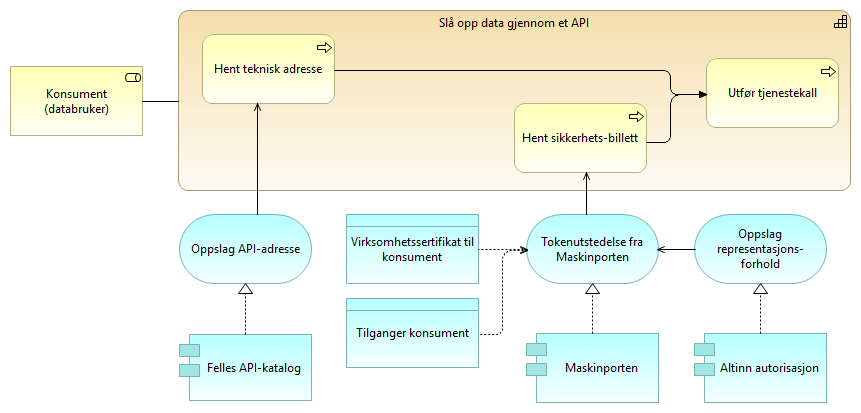 Slå opp data gjennom et API
Hent teknisk adresse
Konsument
(databruker)
Utfør tjenestekall
Hent sikkerhets-billett
Oppslag API-adresse
Virksomhetssertifikat til
konsument
Tokenutstedelse fra
Maskinporten
Oppslag
representasjons-
forhold
Tilganger konsument
Felles API-katalog
Maskinporten
Altinn autorisasjon